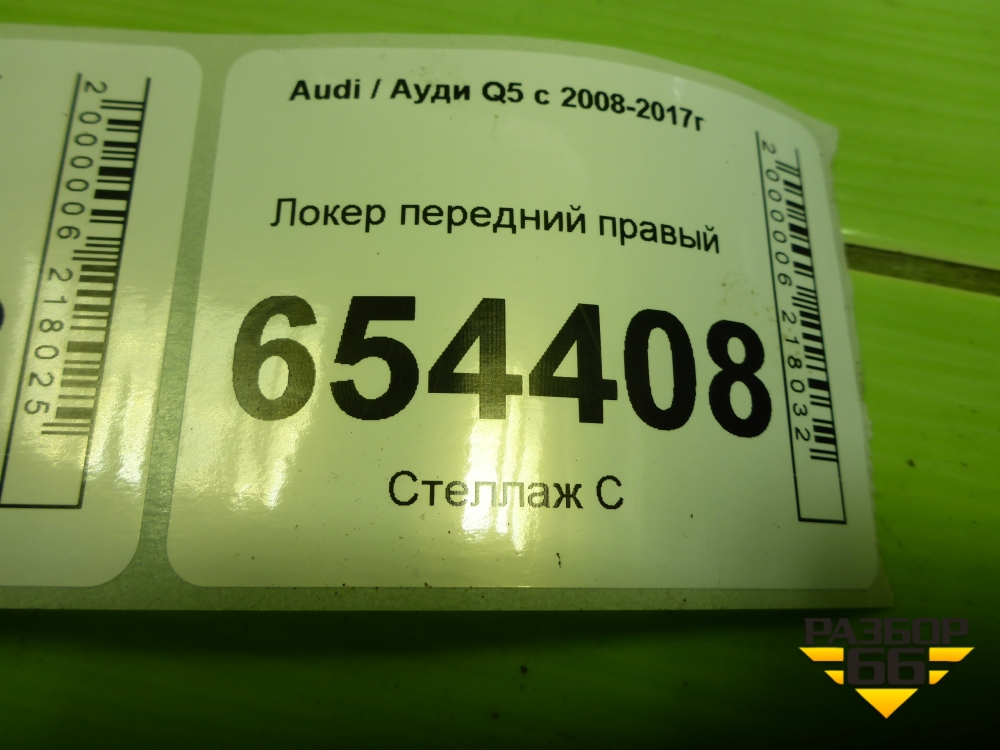 Audi / Ауди Q5 с 2008-2017г
Локер передний правый
654408
Стеллаж С
2000006218032
2000006218025
РАЗБОР
66